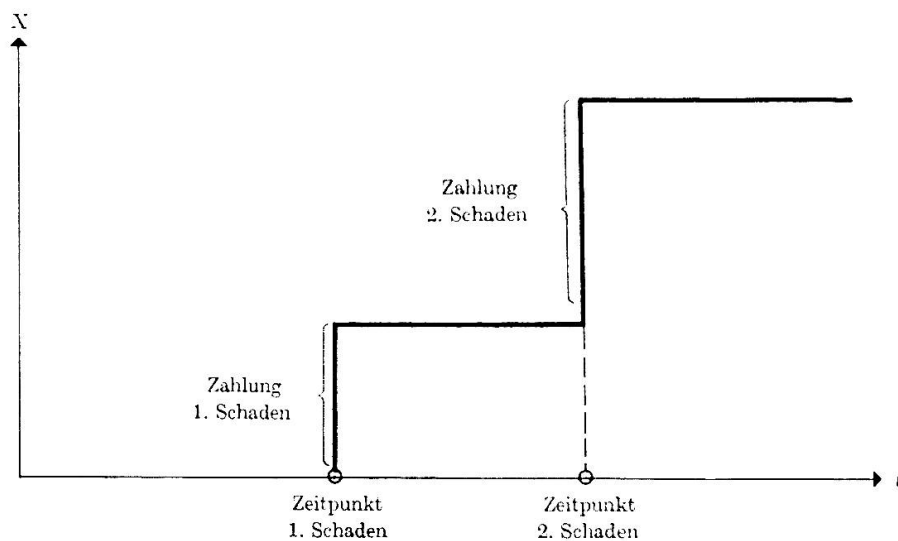 X
Zahlung
2. Schaden
Zahlung
1. Schaden
Zeitpunkt
1. Schaden
Zeitpunkt
2. Schaden